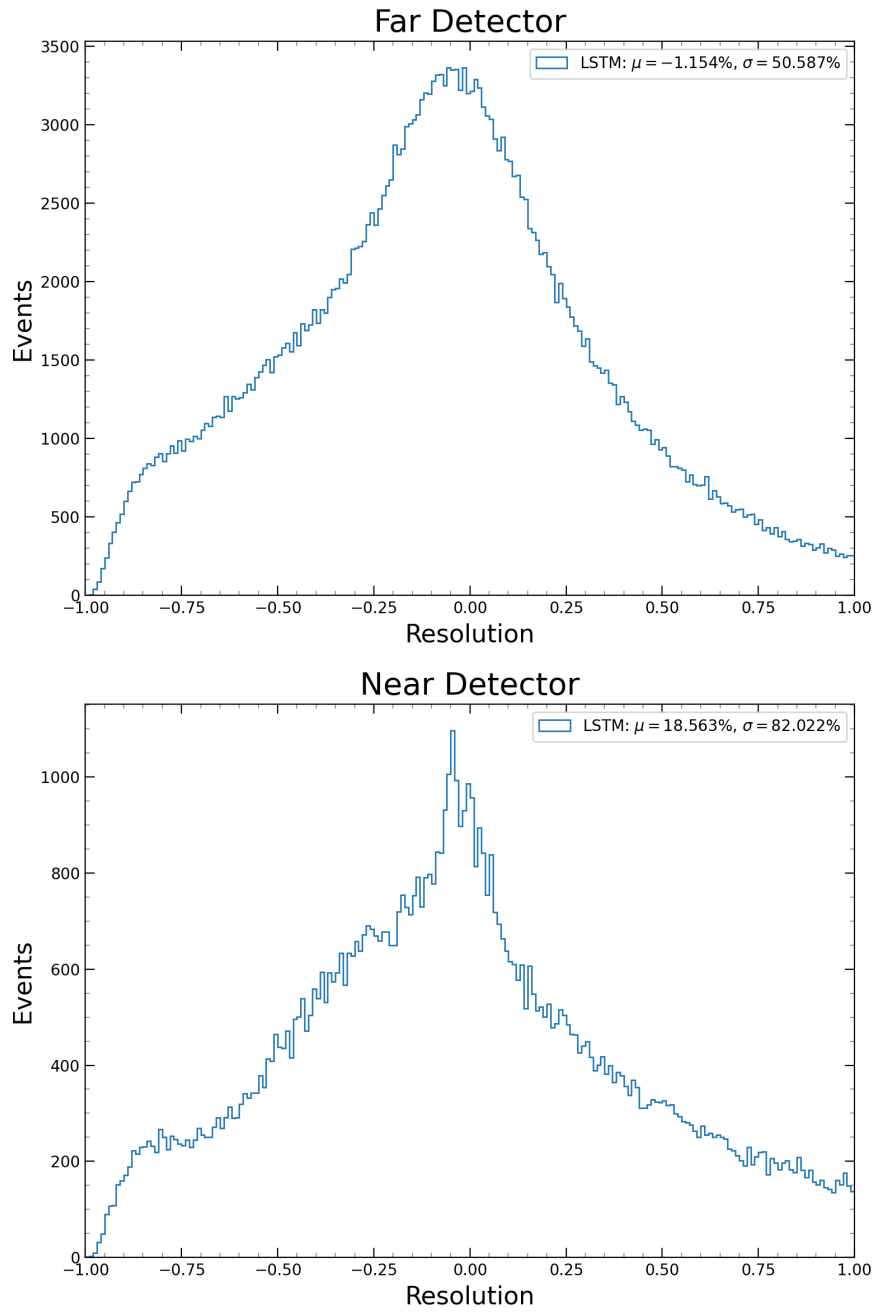 Far Detector
LSTM: μ = −1.154%, σ = 50.587%
3500
3000
2500
2000
1500
1000
500
0
Events
−1.00 −0.75 −0.50 −0.25 0.00 0.25 0.50 0.75 1.00
Resolution
Near Detector
LSTM: μ = 18.563%, σ = 82.022%
1000
800
600
400
200
0
Events
−1.00 −0.75 −0.50 −0.25 0.00 0.25 0.50 0.75 1.00
Resolution